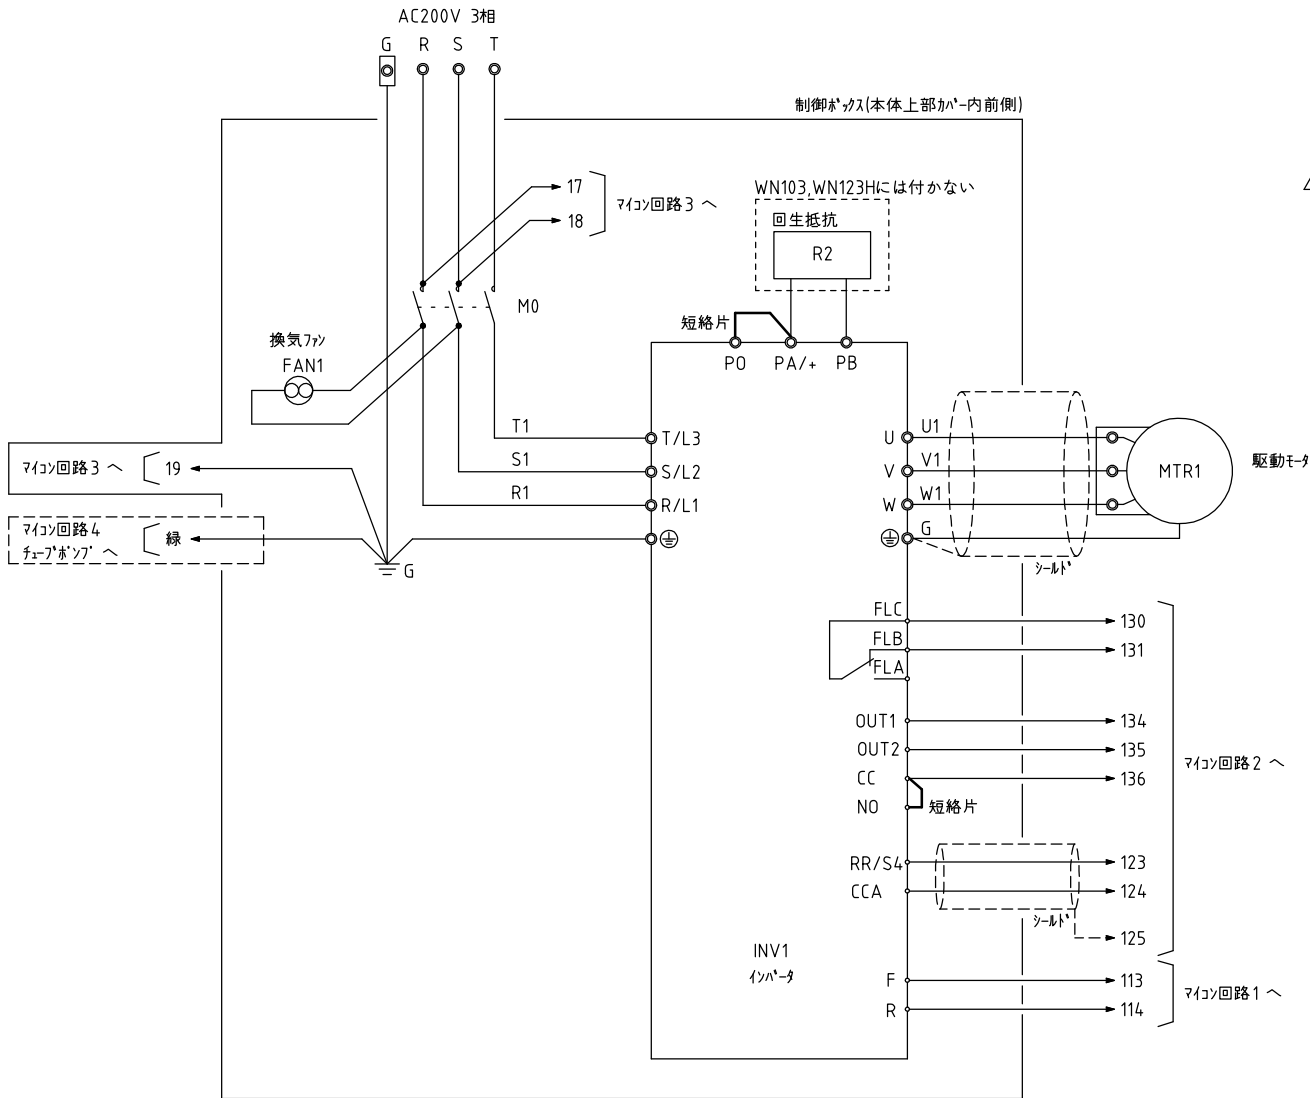 AC200V 3相
G R S T
制御ボックス(本体上部カバー内前側)
17
18
マイコン回路3 へ
WN103,WN123Hには付かない
回生抵抗
R2
M0
短絡片
PO PA/+ PB
換気ファン
FAN1
T1
T/L3
S1
S/L2
R1
R/L1
U
U1
V
V1
W
W1
G
MTR1
駆動モータ
シールド
マイコン回路3 へ
19
マイコン回路4
チューブポンプ へ
緑
G
FLC
130
FLB
131
FLA
OUT1
134
OUT2
135
CC
136
NO
短絡片
マイコン回路2 へ
RR/S4
123
CCA
124
シールド
125
INV1
インバータ
F
113
R
114
マイコン回路1 へ